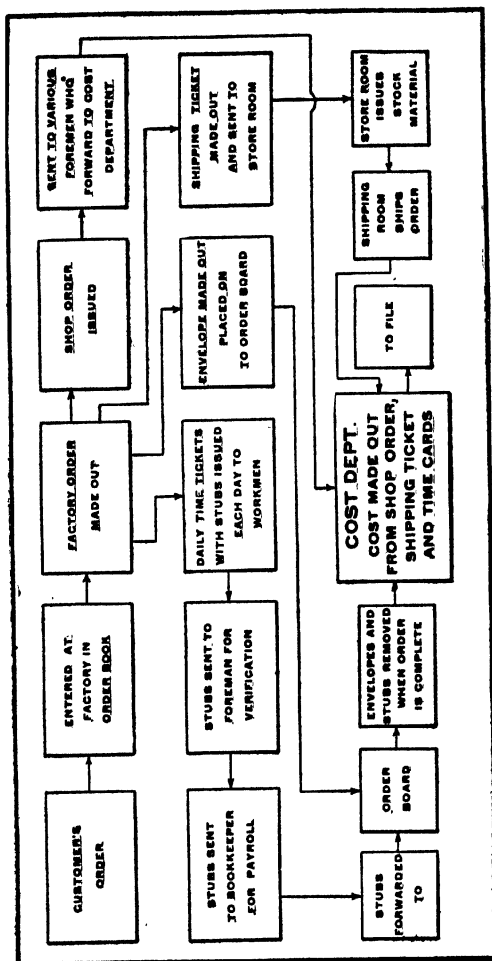 CUSTOMER'S
ORDER
ENTERED AT
FACTORY IN
ORDER BOOK
FACTORY ORDER
MADE OUT
SHOP ORDER
ISSUED
SENT TO VARIOUS
FOREMEN WHO
FORWARD TO COST
DEPARTMENT.
STUBS SENT
TO BOOKKEEPER
FOR PAYROLL
STUBS SENT TO
FOREMAN FOR
VERIFICATION
DAILY TIME TICKETS
WITH STUBS ISSUED
EACH DAY TO
WORKMEN
ENVELOPE MADE OUT
PLACED ON
TO ORDER BOARD
SHIPPING TICKET
MADE OUT
AND SENT TO
STORE ROOM
STUBS
FORWARDED
TO
ORDER
BOARD
ENVELOPES AND
STUBS REMOVED
WHEN ORDER
IS COMPLETE
COST DEPT.
COST MADE OUT
FROM SHOP ORDER,
SHIPPING TICKET
AND TIME CARDS
TO FILE
SHIPPING
ROOM
SHIPS
ORDER
STORE ROOM
ISSUES
STOCK
MATERIAL